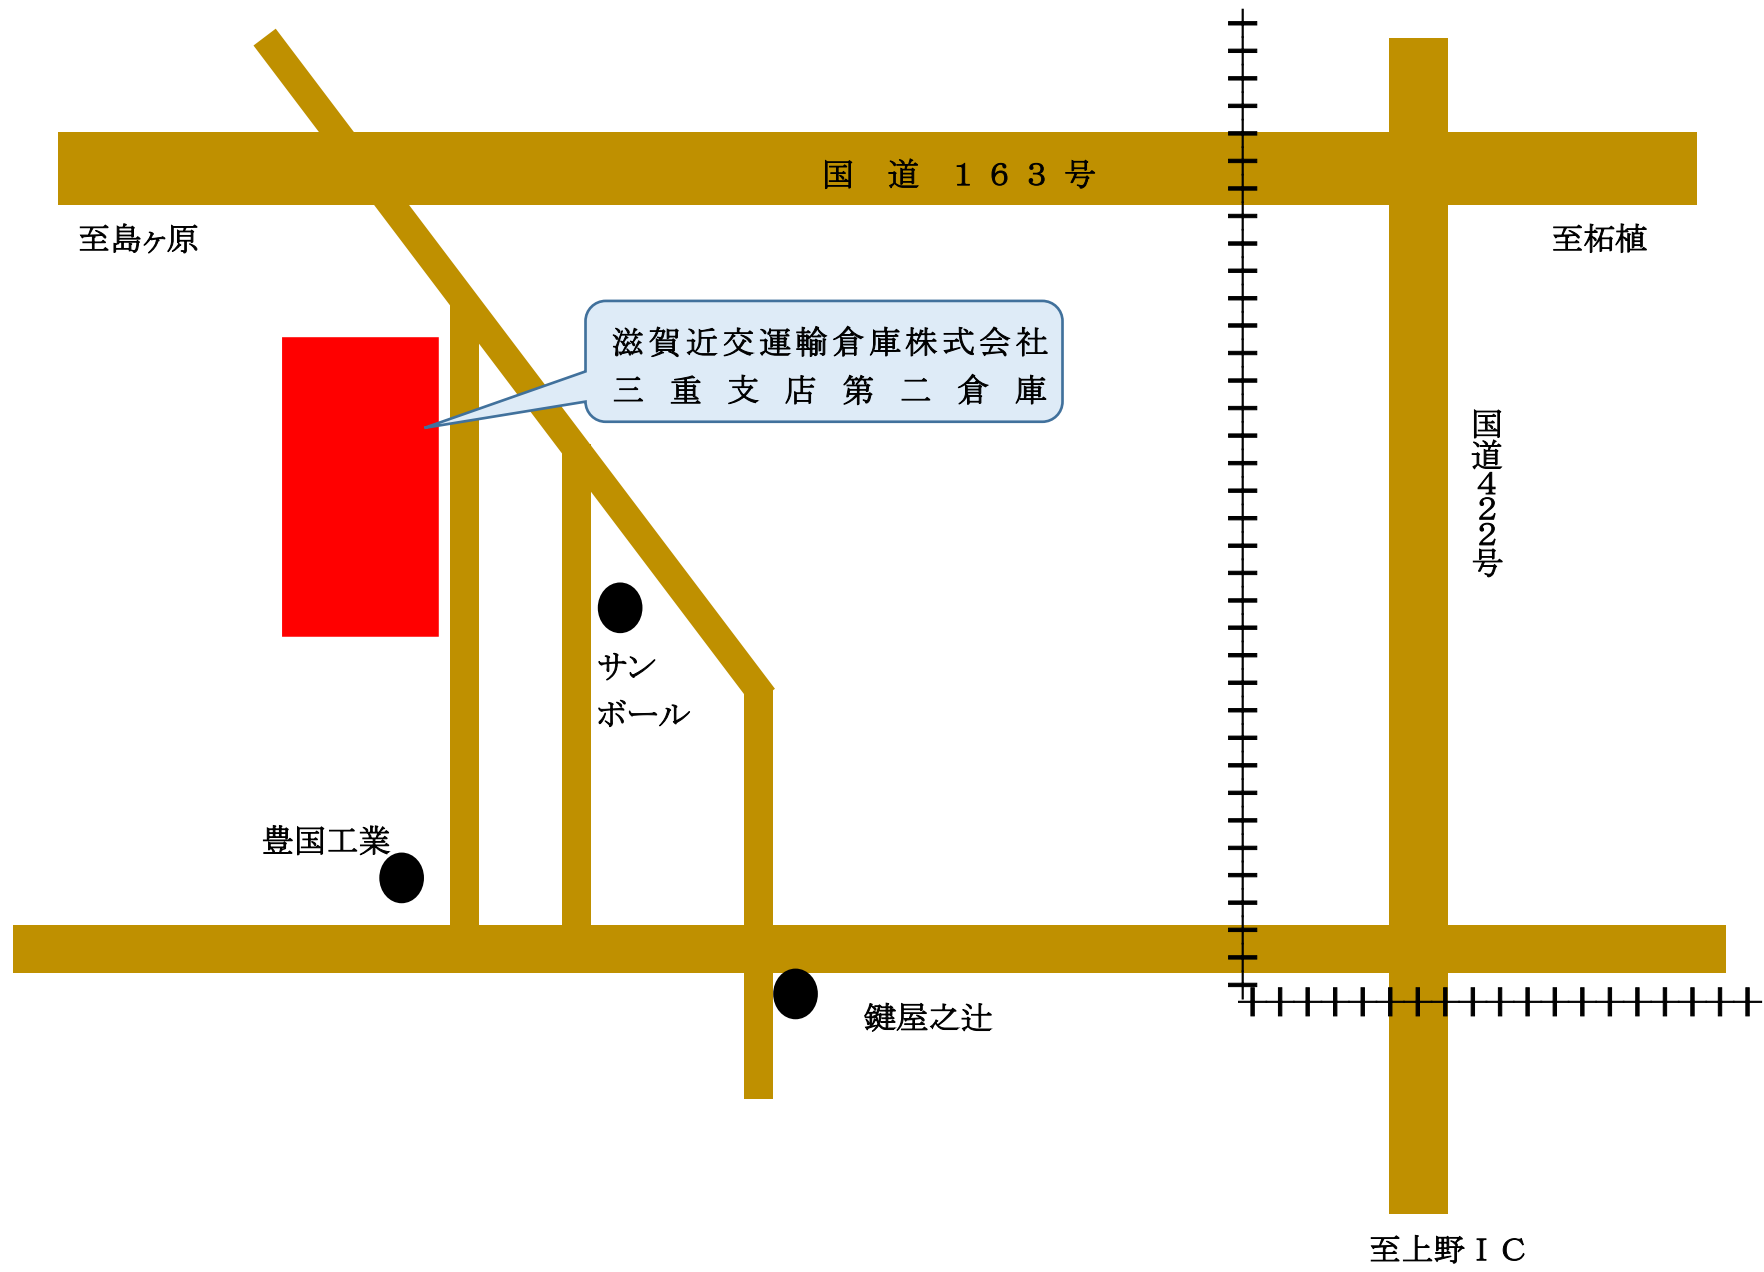 国道１６３号
至島ヶ原
至柘植
滋賀近交運輸倉庫株式会社
三重支店第二倉庫
国道４２２号
サン
ボール
豊国工業
鍵屋之辻
至上野ＩＣ